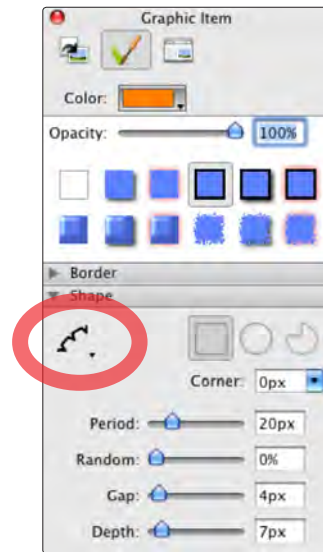 Graphic Item
Color:
Opacity: 100%
Border
Shape
Corner: 0px
Period: 20px
Random: 0%
Gap: 4px
Depth: 7px